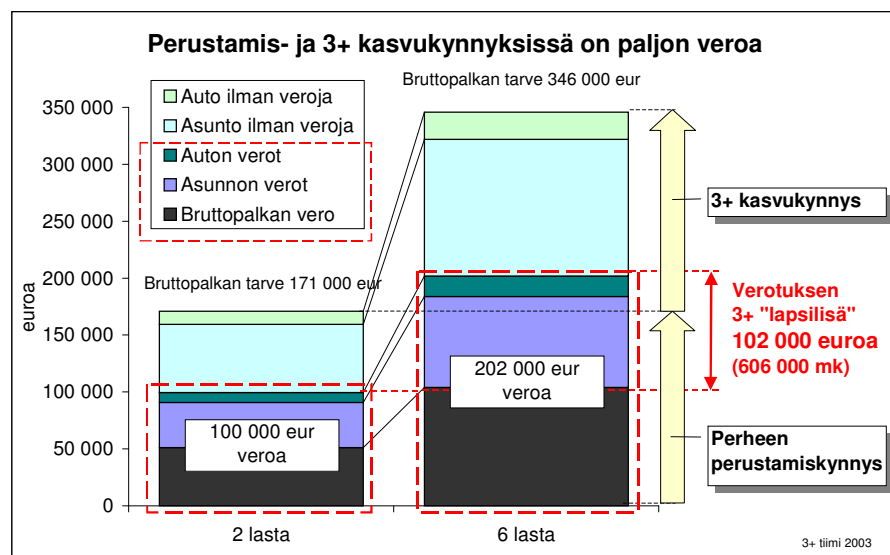 Perustamis- ja 3+ kasvukynnyksissä on paljon veroa
Bruttopalkan tarve 346 000 eur
350 000
300 000
250 000
200 000
150 000
100 000
50 000
0
euroa
Auto ilman veroja
Asunto ilman veroja
Auton verot
Asunnon verot
Bruttopalkan vero
Bruttopalkan tarve 171 000 eur
100 000 eur
veroa
202 000 eur
veroa
3+ kasvukynnys
Verotuksen
3+ "lapsilisä"
102 000 euroa
(606 000 mk)
Perheen
perustamiskynnys
2 lasta
6 lasta
3+ tiimi 2003